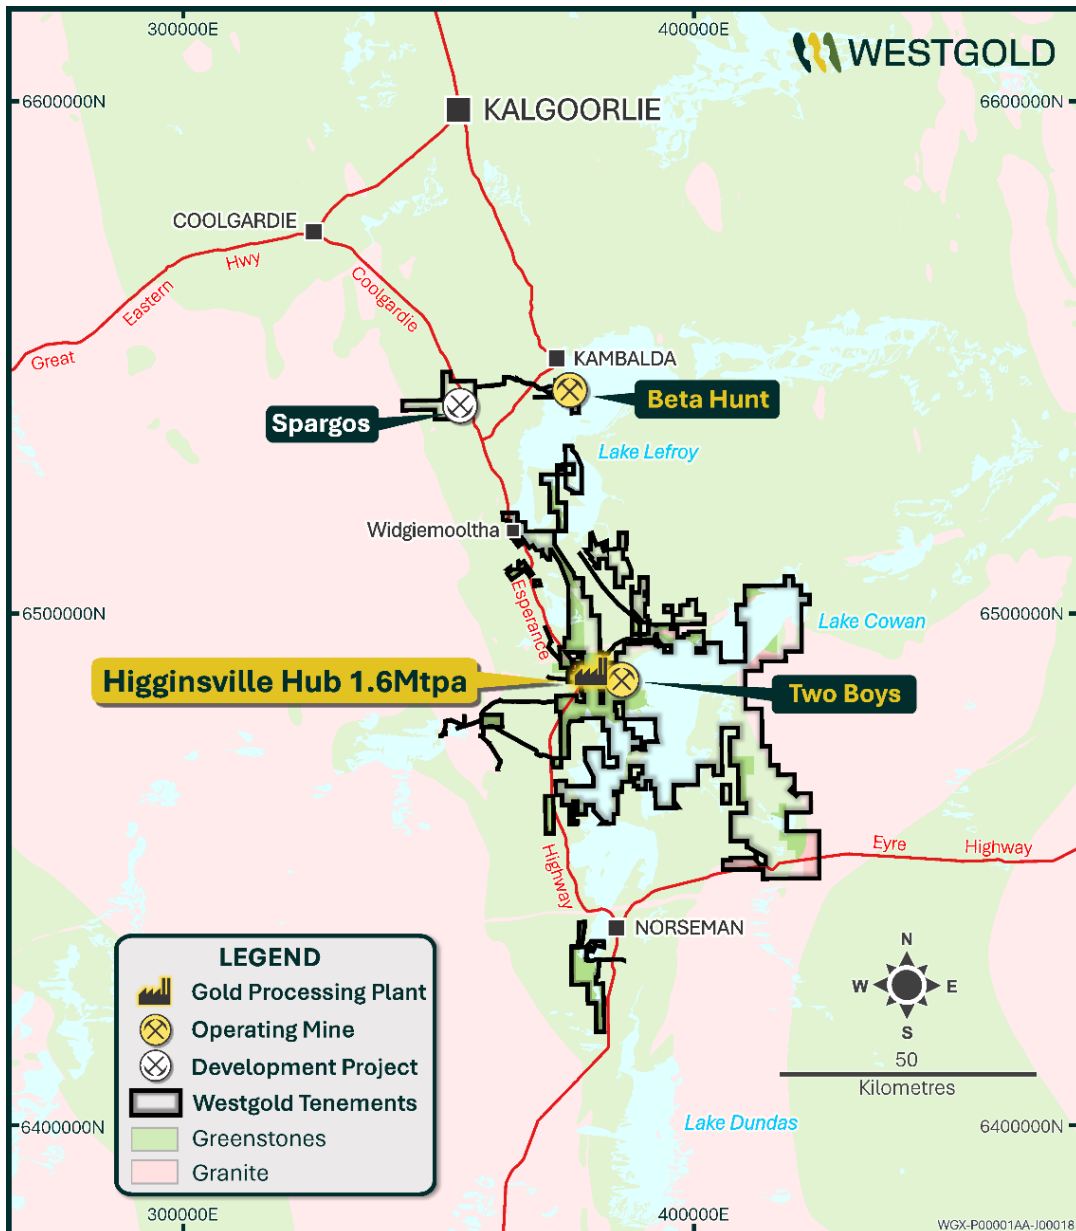 300000E
400000E
WESTGOLD
6600000N
6600000N
KALGOORLIE
COOLGARDIE
Great
Eastern
Hwy
Coolgardie
KAMBALDA
Beta Hunt
Spargos
Lake Lefroy
Widgiemooltha
Esperance
6500000N
6500000N
Lake Cowan
Higginsville Hub 1.6Mtpa
Two Boys
Eyre
Highway
Highway
NORSEMAN
LEGEND
Gold Processing Plant
Operating Mine
Development Project
Westgold Tenements
Greenstones
Granite
N
W
E
S
50
Kilometres
Lake Dundas
6400000N
6400000N
300000E
400000E
WGX-P00001AA-J00018